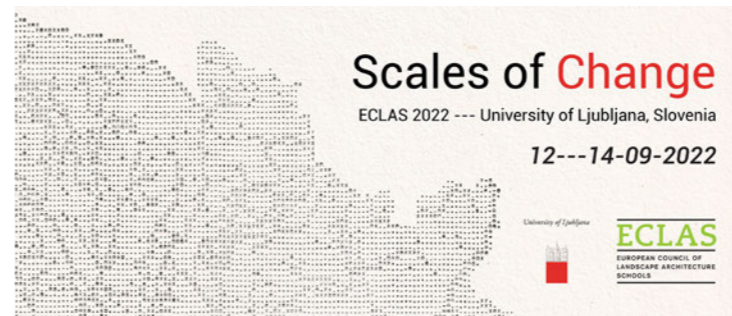 Scales of Change
ECLAS 2022 --- University of Ljubljana, Slovenia
12---14-09-2022
University of Ljubljana
ECLAS
EUROPEAN COUNCIL OF
LANDSCAPE ARCHITECTURE
SCHOOLS